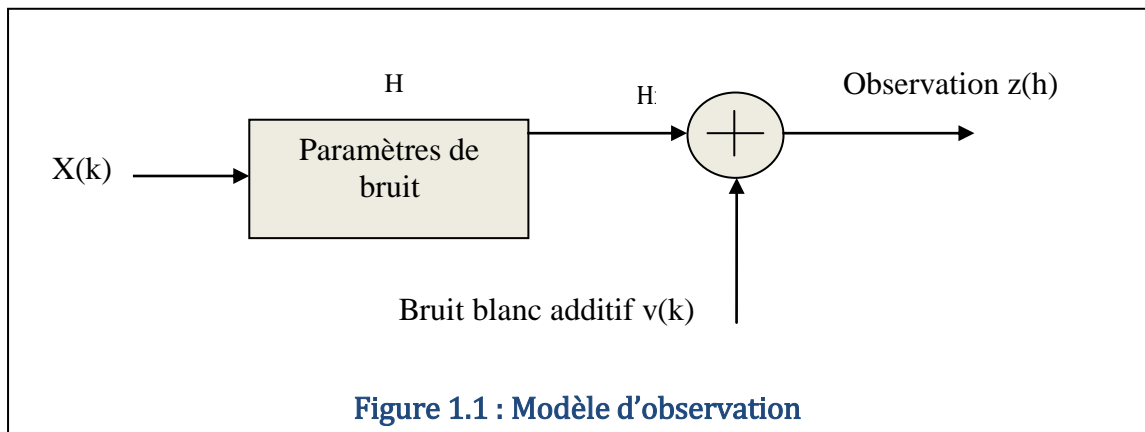 H
H:
Observation z(h)
Paramètres de
bruit
X(k)
Bruit blanc additif v(k)
Figure 1.1 : Modèle d’observation